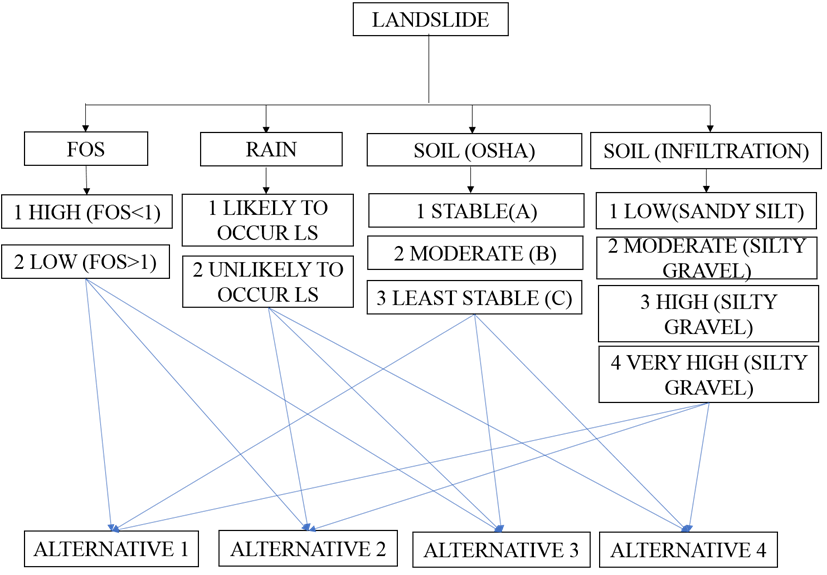 LANDSLIDE
FOS
RAIN
SOIL (OSHA)
SOIL (INFILTRATION)
1 HIGH (FOS<1)
2 LOW (FOS>1)
1 LIKELY TO
OCCUR LS
2 UNLIKELY TO
OCCUR LS
1 STABLE(A)
2 MODERATE (B)
3 LEAST STABLE (C)
1 LOW(SANDY SILT)
2 MODERATE (SILTY
GRAVEL)
3 HIGH (SILTY
GRAVEL)
4 VERY HIGH (SILTY
GRAVEL)
ALTERNATIVE 1
ALTERNATIVE 2
ALTERNATIVE 3
ALTERNATIVE 4